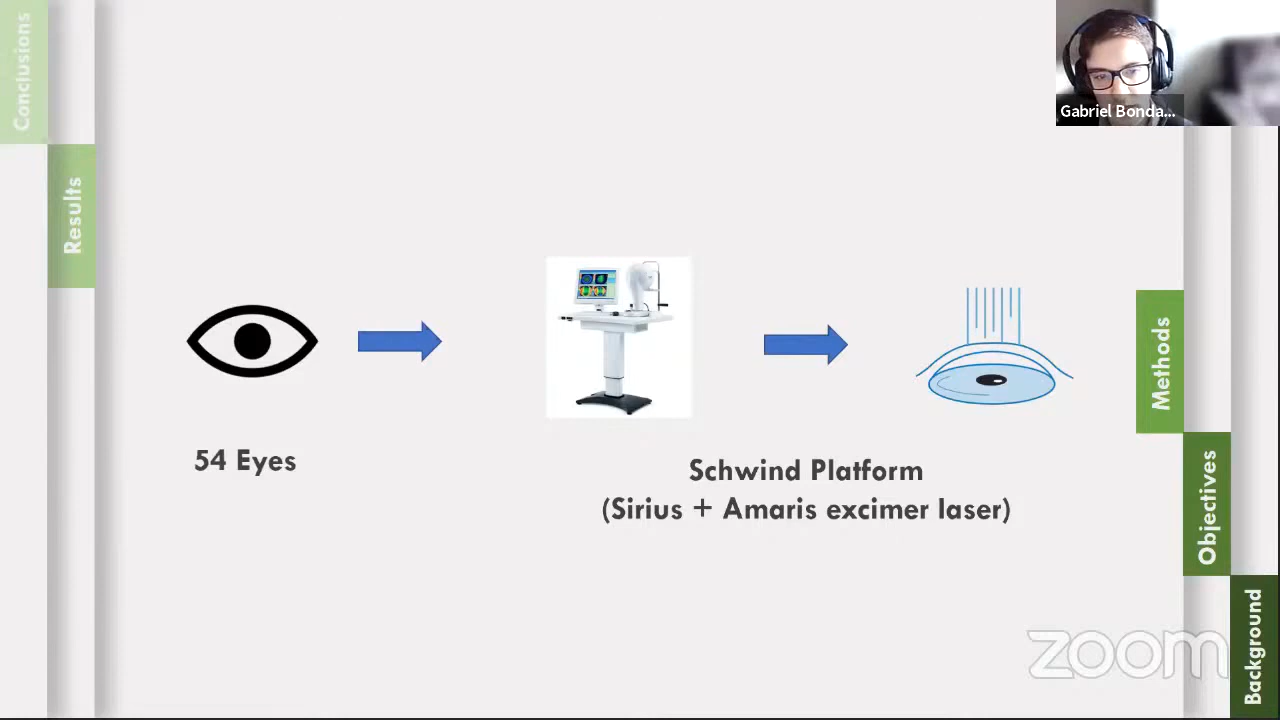 Conclusions
Results
Gabriel Bonda...
54 Eyes
Schwind Platform
(Sirius + Amaris excimer laser)
Methods
Objectives
Background
zoom